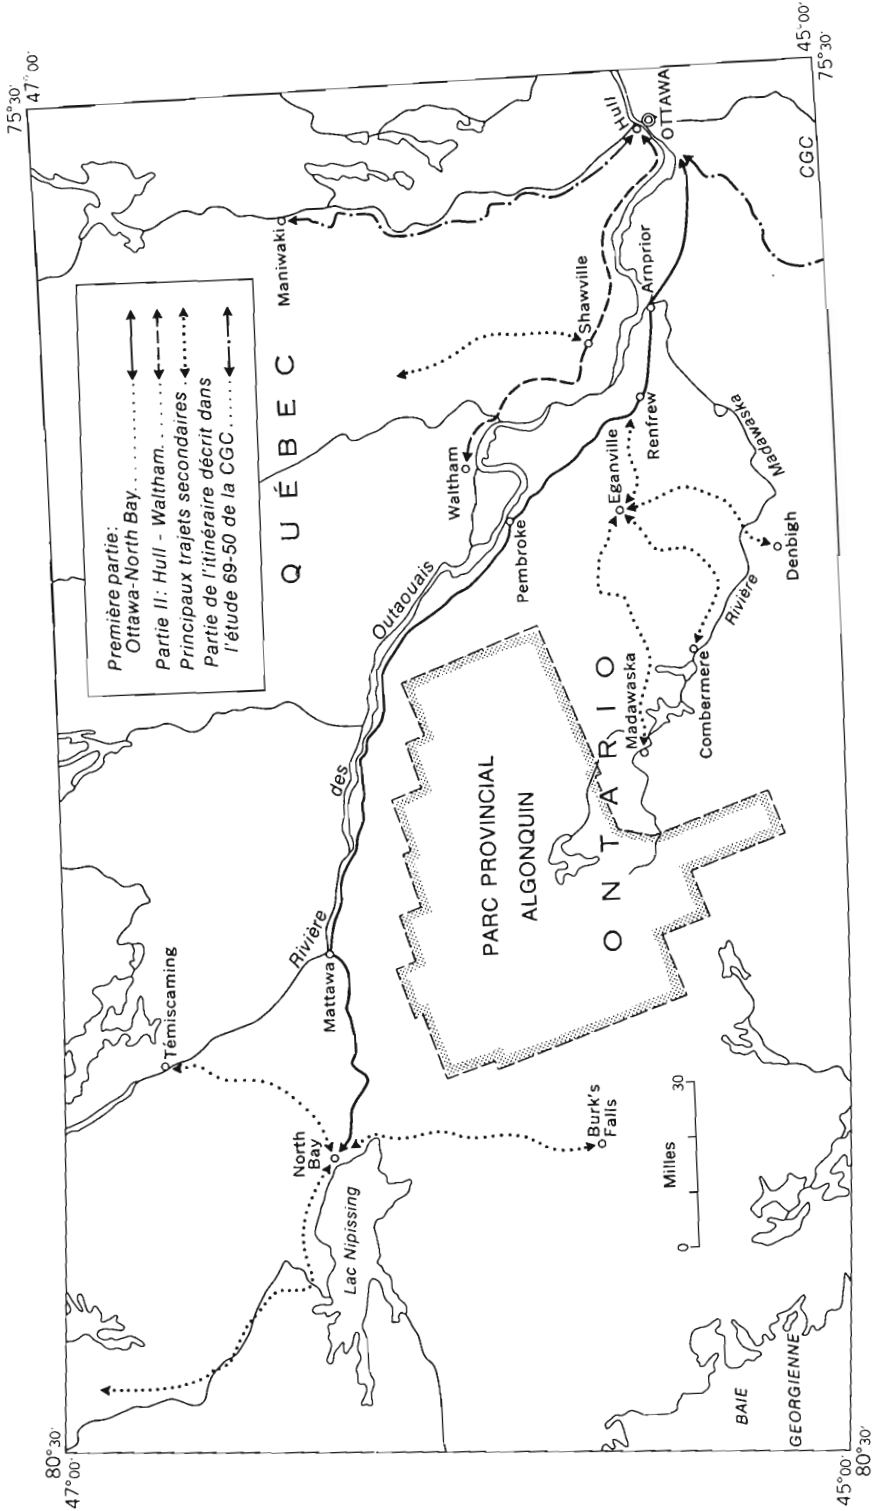 80°30'
47°00'
75°30'
47°00'
Première partie:
Ottawa-North Bay..............
Partie II: Hull - Waltham.......
Principaux trajets secondaires .
Partie de l'itinéraire décrit dans
l'étude 69-50 de la CGC......
Témiscaming
Maniwaki
QUÉBEC
North
Bay
Mattawa
Rivière
des
Outaouais
Waltham
Shawville
Hull
OTTAWA
Lac Nipissing
PARC PROVINCIAL
ALGONQUIN
Pembroke
Eganville
Renfrew
Arnprior
Burk's
Falls
ONTARIO
Madawaska
Combermere
Rivière
Madawaska
Denbigh
Milles
0
30
BAIE
GEORGIENNE
CGC
45°00'
80°30'
45°00'
75°30'